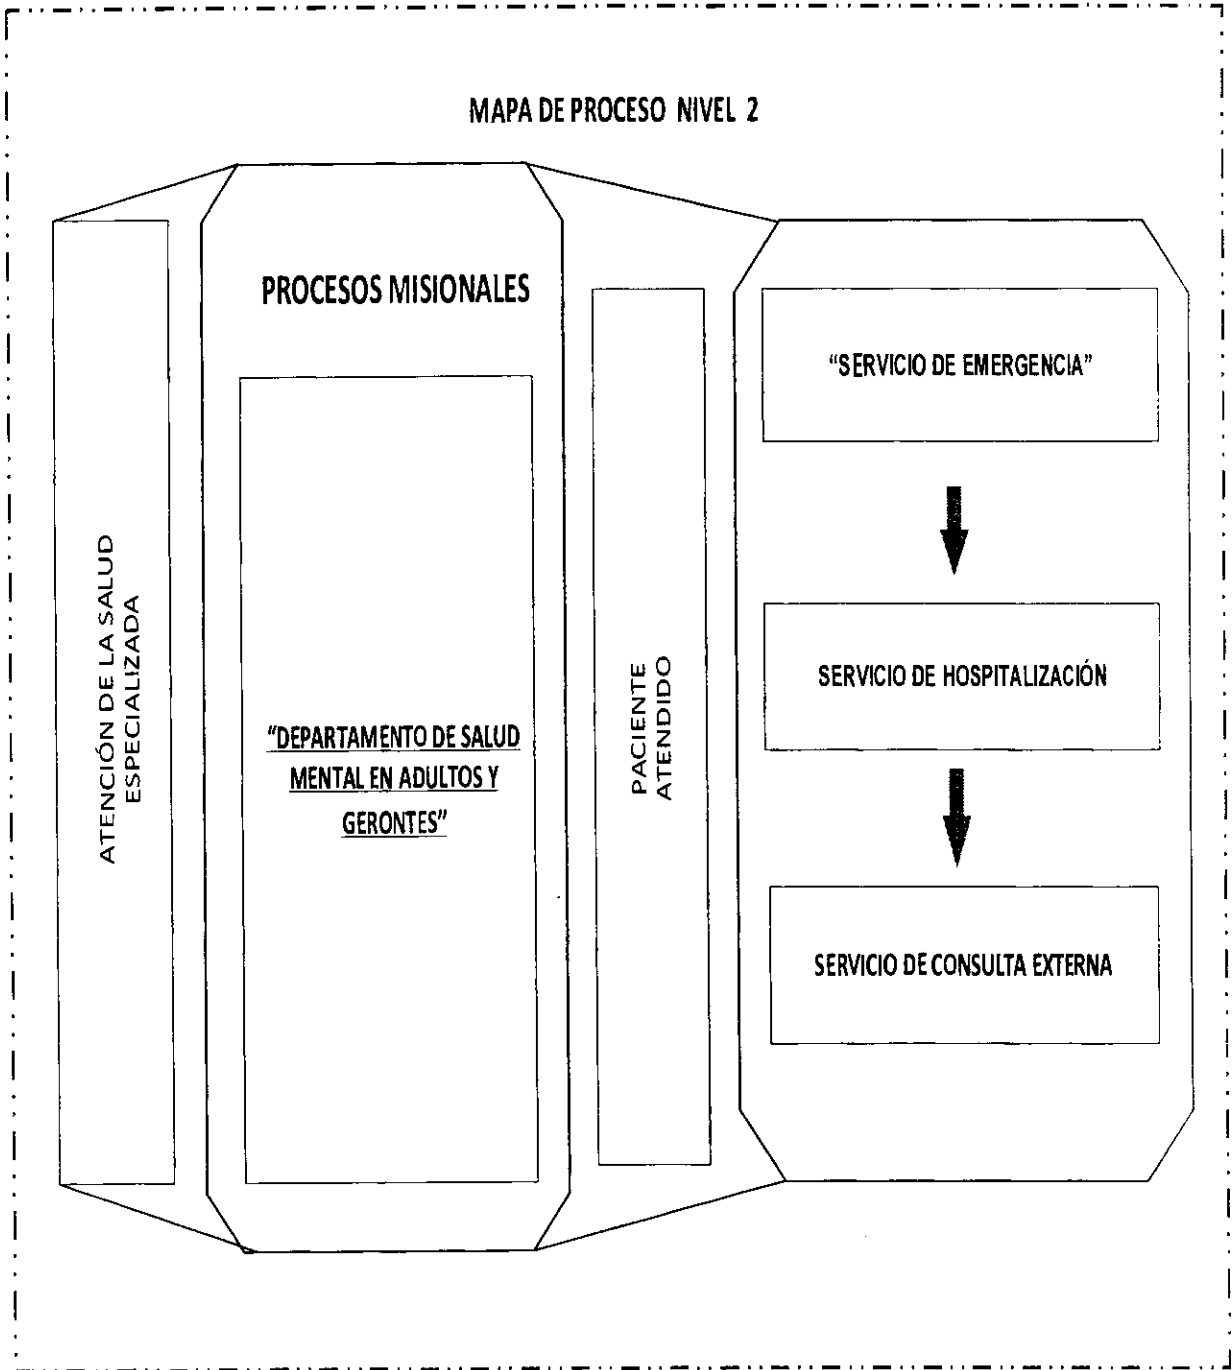 MAPA DE PROCESO NIVEL 2
ATENCIÓN DE LA SALUD
ESPECIALIZADA
PROCESOS MISIONALES
"DEPARTAMENTO DE SALUD
MENTAL EN ADULTOS Y
GERONTES"
PACIENTE
ATENDIDO
"SERVICIO DE EMERGENCIA"
SERVICIO DE HOSPITALIZACIÓN
SERVICIO DE CONSULTA EXTERNA